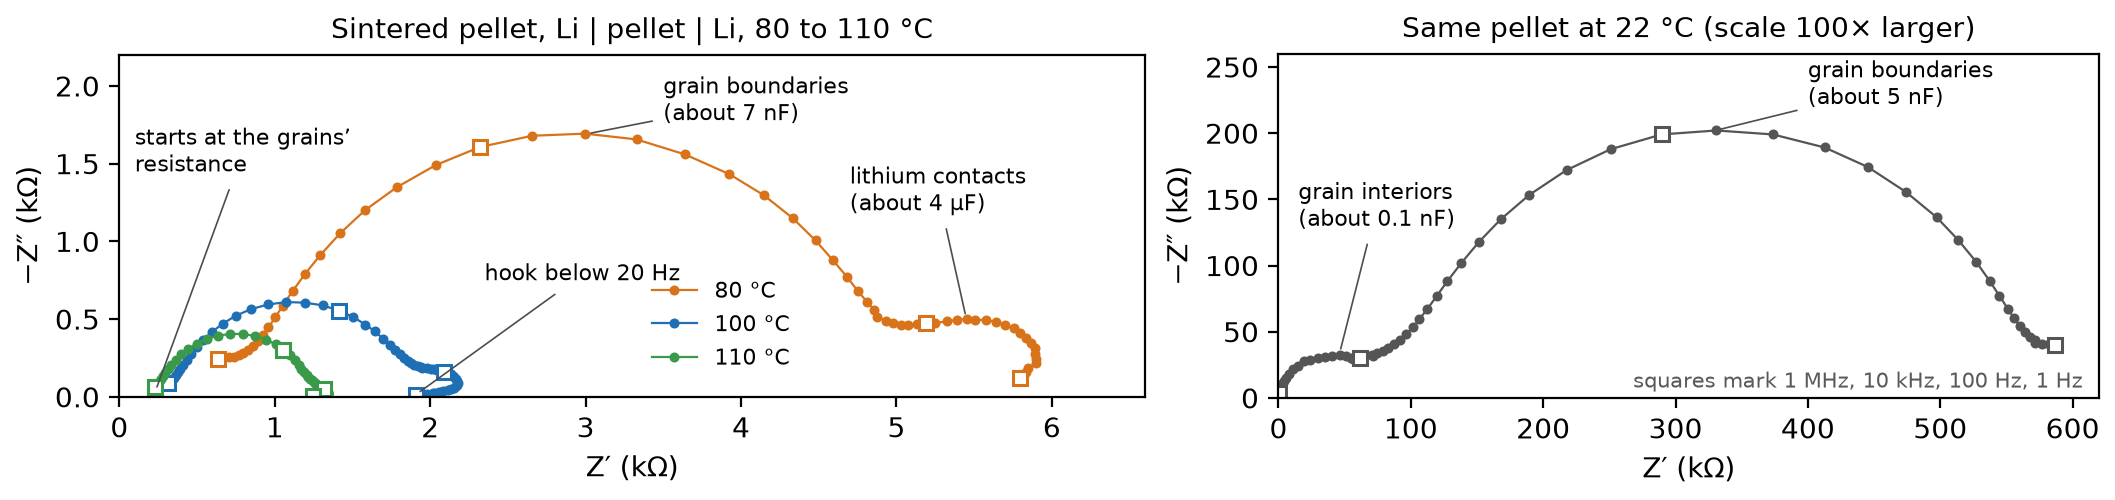 Sintered pellet, Li | pellet | Li, 80 to 110 °C
2.0
1.5
1.0
0.5
0.0
−Z″ (kΩ)
0
1
2
3
4
5
6
Z′ (kΩ)
starts at the grains’
resistance
grain boundaries
(about 7 nF)
lithium contacts
(about 4 µF)
hook below 20 Hz
80 °C
100 °C
110 °C
Same pellet at 22 °C (scale 100× larger)
250
200
150
100
50
0
−Z″ (kΩ)
0
100
200
300
400
500
600
Z′ (kΩ)
grain boundaries
(about 5 nF)
grain interiors
(about 0.1 nF)
squares mark 1 MHz, 10 kHz, 100 Hz, 1 Hz